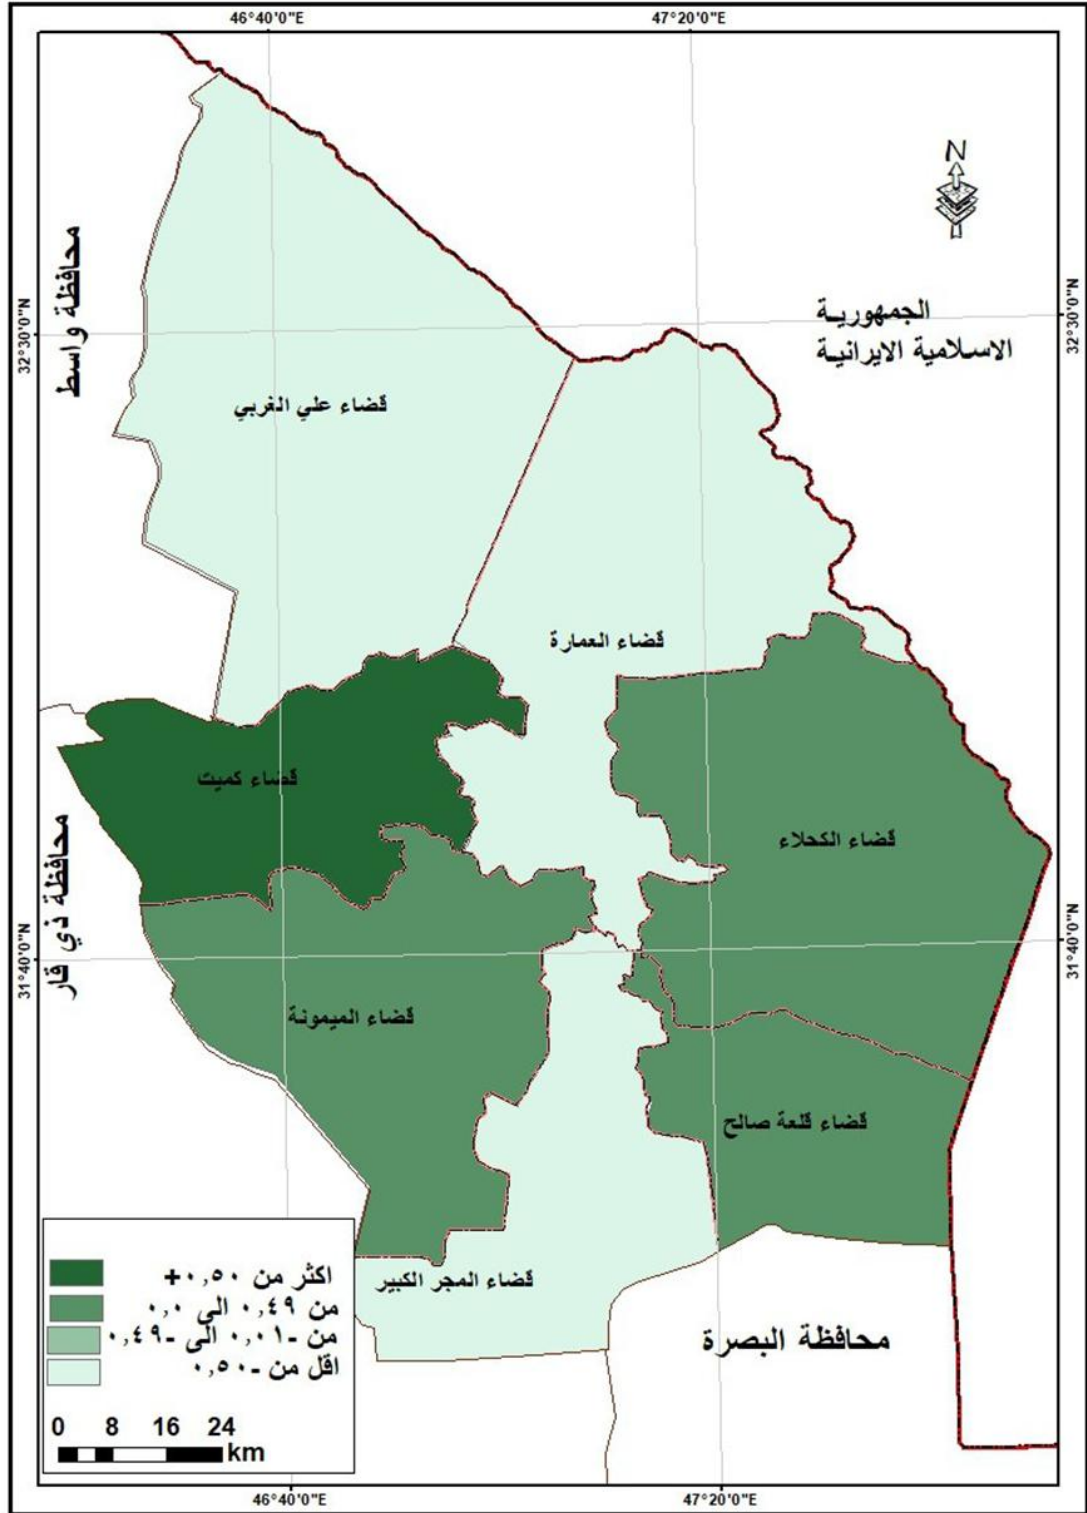 46°40'0"E
47°20'0"E
N
محافظة واسط
32°30'0"N
32°30'0"N
الجمهورية
الاسلامية الايرانية
قضاء علي الغربي
قضاء العمارة
قضاء كميت
قضاء الكحلاء
محافظة ذي قار
31°40'0"N
31°40'0"N
قضاء الميمونة
قضاء قلعة صالح
قضاء المجر الكبير
محافظة البصرة
اكثر من ٠,٥٠+
من ٠,٤٩ الى ٠,٠
من -٠,٠١ الى -٠,٤٩
اقل من -٠,٥٠
0 8 16 24
km
46°40'0"E
47°20'0"E